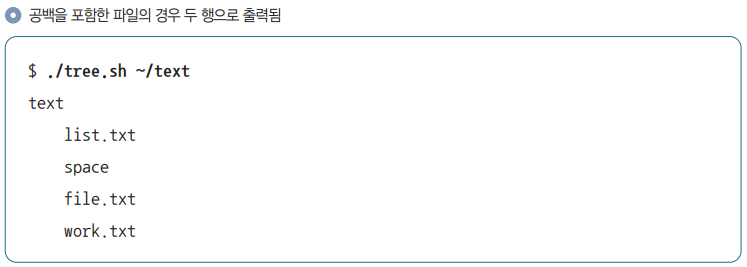 공백을 포함한 파일의 경우 두 행으로 출력됨
$ ./tree.sh ~/text
text
    list.txt
    space
    file.txt
    work.txt